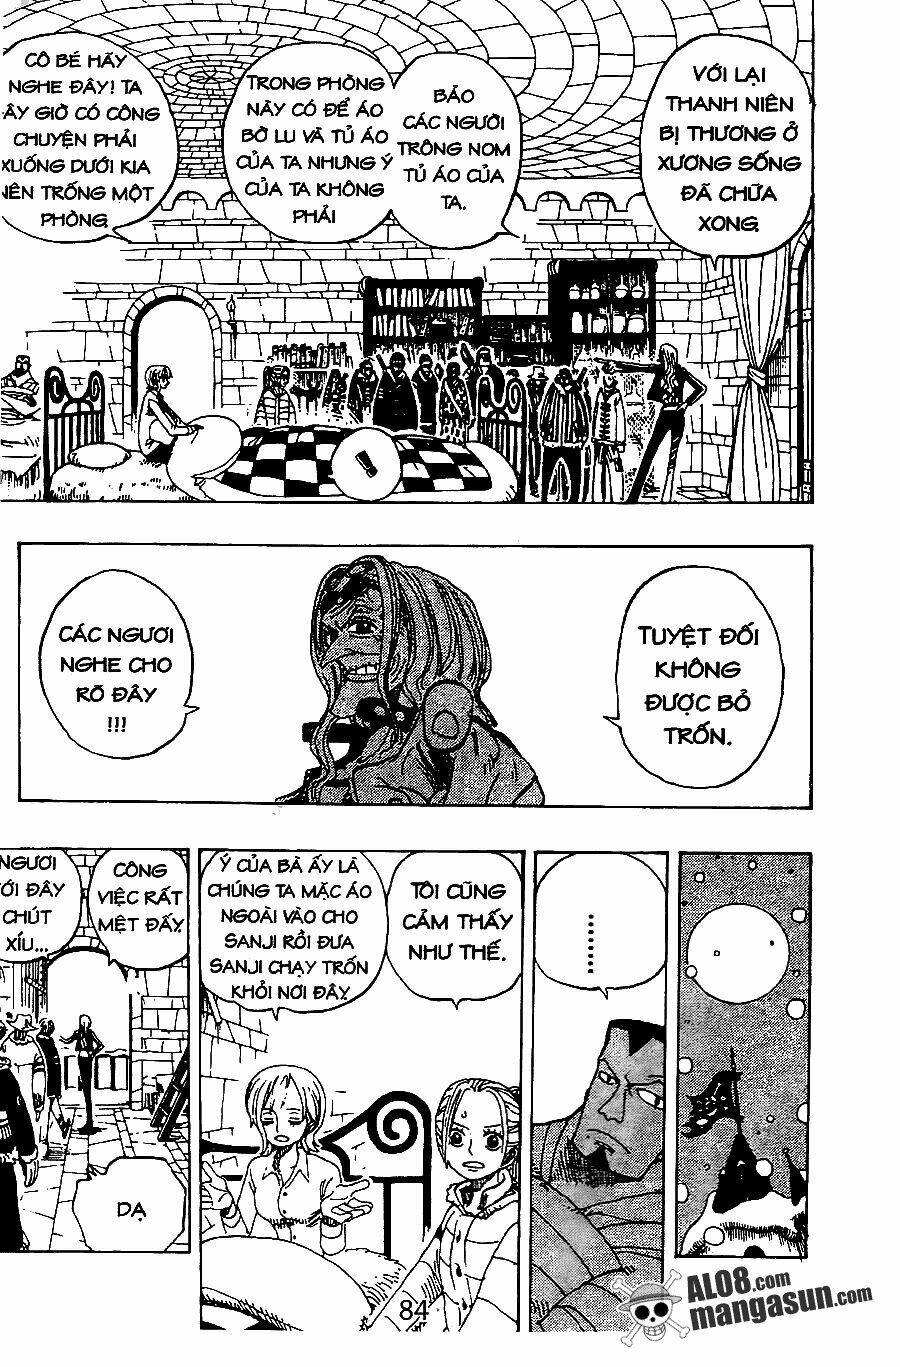 CÔ BÉ HÃY
NGHE ĐÂY! TA
ÂY GIỜ CÓ CÔNG
CHUYỆN PHẢI
XUỐNG DƯỚI KIA
NÊN TRỐNG MỘT
PHÒNG.
TRONG PHÒNG
NÀY CÓ ĐỂ ÁO
BỜ LU VÀ TỦ ÁO
CỦA TA NHƯNG Ý
CỦA TA KHÔNG
PHẢI
BẢO
CÁC NGƯỜI
TRÔNG NOM
TỦ ÁO CỦA
TA.
VỚI LẠI
THANH NIÊN
BỊ THƯƠNG Ở
XƯƠNG SỐNG
ĐÃ CHỮA
XONG.
!!
CÁC NGƯƠI
NGHE CHO
RÕ ĐÂY
!!!
TUYỆT ĐỐI
KHÔNG
ĐƯỢC BỎ
TRỐN.
NGƯƠI
TỚI ĐÂY
CHÚT
XÍU...
CÔNG
VIỆC RẤT
MỆT ĐẤY.
DẠ
Ý CỦA BÀ ẤY LÀ
CHÚNG TA MẶC ÁO
NGOÀI VÀO CHO
SANJI RỒI ĐƯA
SANJI CHẠY TRỐN
KHỎI NƠI ĐÂY.
TÔI CŨNG
CẢM THẤY
NHƯ THẾ.
........
84
ALO8.com
mangasun.com